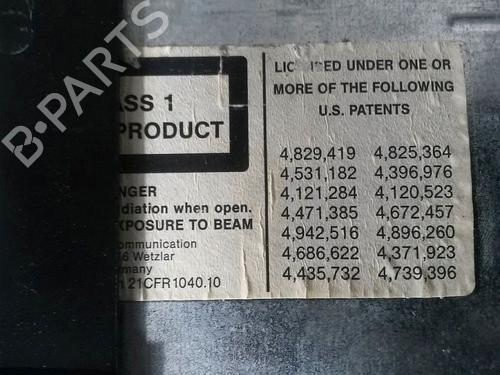 ASS 1
PRODUCT
NGER
diation when open.
XPOSURE TO BEAM
ommunication
6 Wetzlar
rmany
21CFR1040.10
LIC SED UNDER ONE OR
MORE OF THE FOLLOWING
U.S. PATENTS
4,829,419 4,825,364
4,531,182 4,396,976
4,121,284 4,120,523
4,471,385 4,672,457
4,942,516 4,896,260
4,686,622 4,371,923
4,435,732 4,739,396
B-PARTS